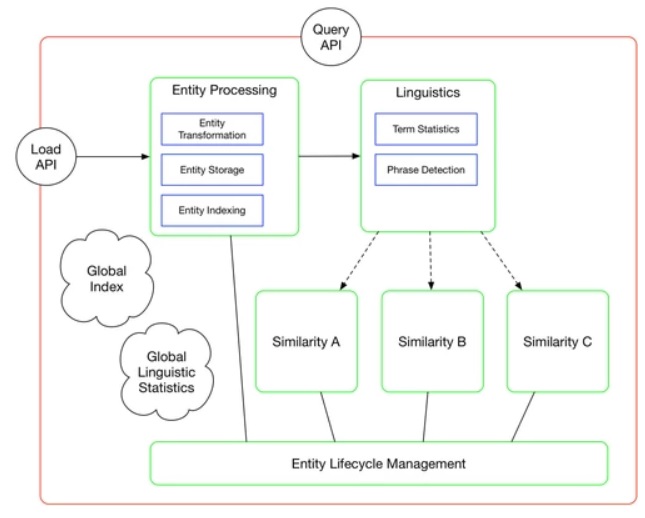 Query
API
Entity Processing
Linguistics
Entity
Transformation
Term Statistics
Load
API
Entity Storage
Phrase Detection
Entity Indexing
Global
Index
Similarity A
Similarity B
Similarity C
Global
Linguistic
Statistics
Entity Lifecycle Management